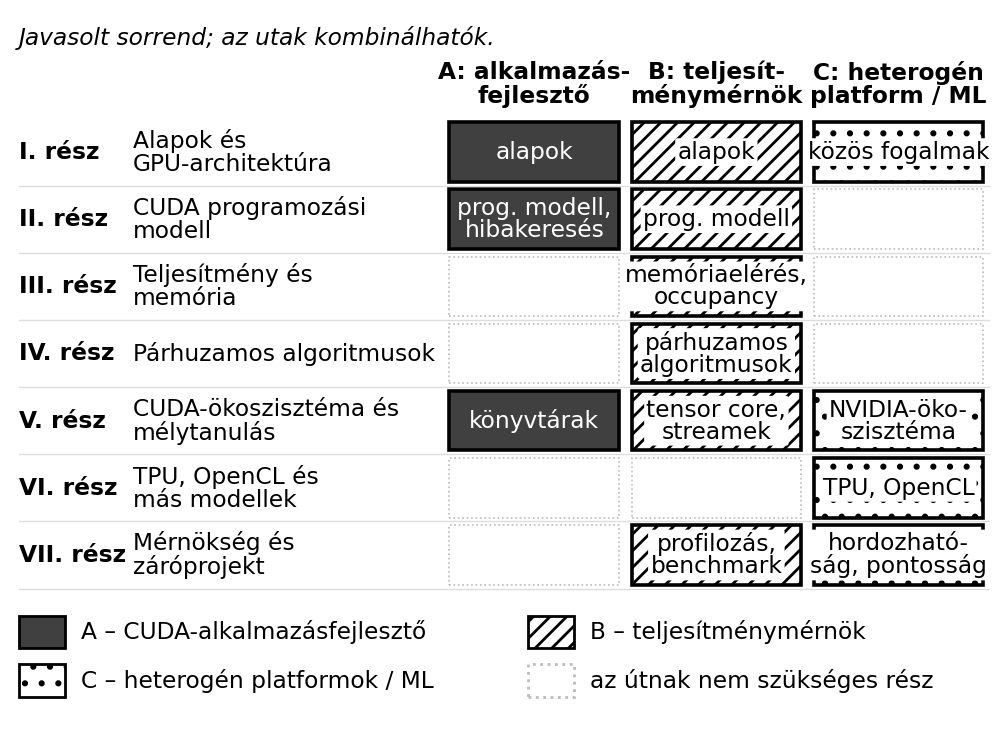 Javasolt sorrend; az utak kombinálhatók.
A: alkalmazás-
fejlesztő
B: teljesít-
ménymérnök
C: heterogén
platform / ML
I. rész
Alapok és
GPU-architektúra
alapok
alapok
közös fogalmak
II. rész
CUDA programozási
modell
prog. modell,
hibakeresés
prog. modell
III. rész
Teljesítmény és
memória
memóriaelérés,
occupancy
IV. rész
Párhuzamos algoritmusok
párhuzamos
algoritmusok
V. rész
CUDA-ökoszisztéma és
mélytanulás
könyvtárak
tensor core,
streamek
NVIDIA-öko-
szisztéma
VI. rész
TPU, OpenCL és
más modellek
TPU, OpenCL
VII. rész
Mérnökség és
záróprojekt
profilozás,
benchmark
hordozható-
ság, pontosság
A – CUDA-alkalmazásfejlesztő
B – teljesítménymérnök
C – heterogén platformok / ML
az útnak nem szükséges rész